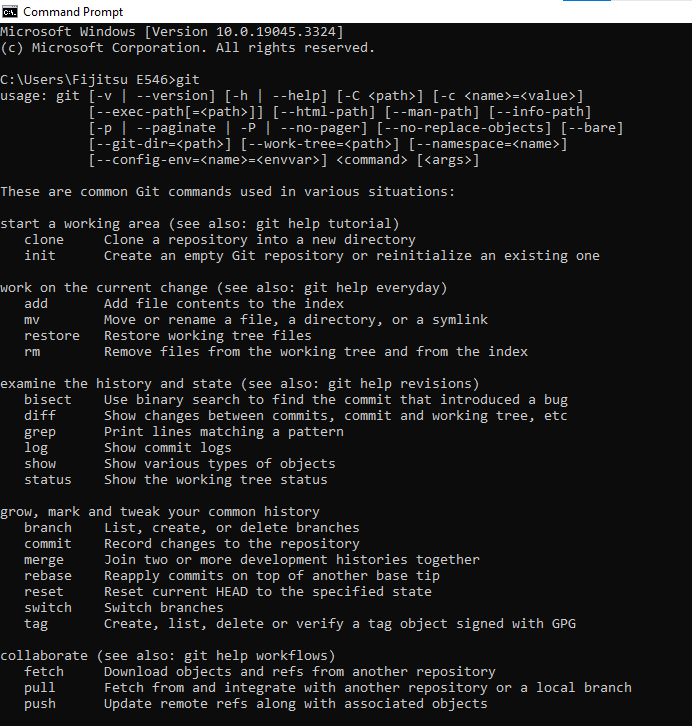 Command Prompt
Microsoft Windows [Version 10.0.19045.3324]
(c) Microsoft Corporation. All rights reserved.
C:\Users\Fijitsu E546>git
usage: git [-v | --version] [-h | --help] [-C <path>] [-c <name>=<value>]
           [--exec-path[=<path>]] [--html-path] [--man-path] [--info-path]
           [-p | --paginate | -P | --no-pager] [--no-replace-objects] [--bare]
           [--git-dir=<path>] [--work-tree=<path>] [--namespace=<name>]
           [--config-env=<name>=<envvar>] <command> [<args>]
These are common Git commands used in various situations:
start a working area (see also: git help tutorial)
   clone     Clone a repository into a new directory
   init      Create an empty Git repository or reinitialize an existing one
work on the current change (see also: git help everyday)
   add       Add file contents to the index
   mv        Move or rename a file, a directory, or a symlink
   restore   Restore working tree files
   rm        Remove files from the working tree and from the index
examine the history and state (see also: git help revisions)
   bisect    Use binary search to find the commit that introduced a bug
   diff      Show changes between commits, commit and working tree, etc
   grep      Print lines matching a pattern
   log       Show commit logs
   show      Show various types of objects
   status    Show the working tree status
grow, mark and tweak your common history
   branch    List, create, or delete branches
   commit    Record changes to the repository
   merge     Join two or more development histories together
   rebase    Reapply commits on top of another base tip
   reset     Reset current HEAD to the specified state
   switch    Switch branches
   tag       Create, list, delete or verify a tag object signed with GPG
collaborate (see also: git help workflows)
   fetch     Download objects and refs from another repository
   pull      Fetch from and integrate with another repository or a local branch
   push      Update remote refs along with associated objects